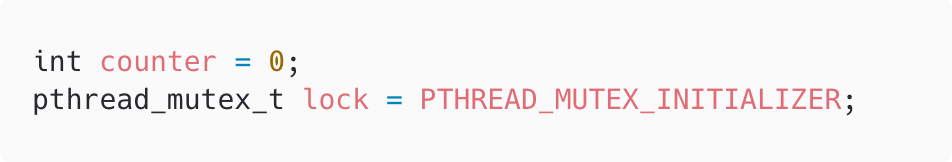 int counter = 0;
pthread_mutex_t lock = PTHREAD_MUTEX_INITIALIZER;